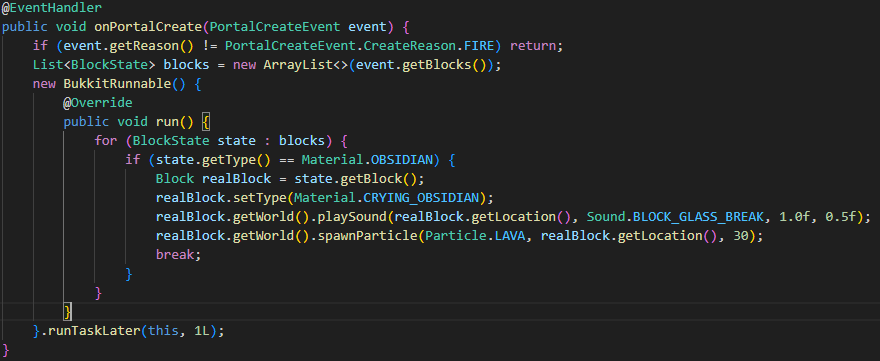 @EventHandler
public void onPortalCreate(PortalCreateEvent event) {
    if (event.getReason() != PortalCreateEvent.CreateReason.FIRE) return;
    List<BlockState> blocks = new ArrayList<>(event.getBlocks());
    new BukkitRunnable() {
        @Override
        public void run() {
            for (BlockState state : blocks) {
                if (state.getType() == Material.OBSIDIAN) {
                    Block realBlock = state.getBlock();
                    realBlock.setType(Material.CRYING_OBSIDIAN);
                    realBlock.getWorld().playSound(realBlock.getLocation(), Sound.BLOCK_GLASS_BREAK, 1.0f, 0.5f);
                    realBlock.getWorld().spawnParticle(Particle.LAVA, realBlock.getLocation(), 30);
                    break;
                }
            }
        }
    }.runTaskLater(this, 1L);
}